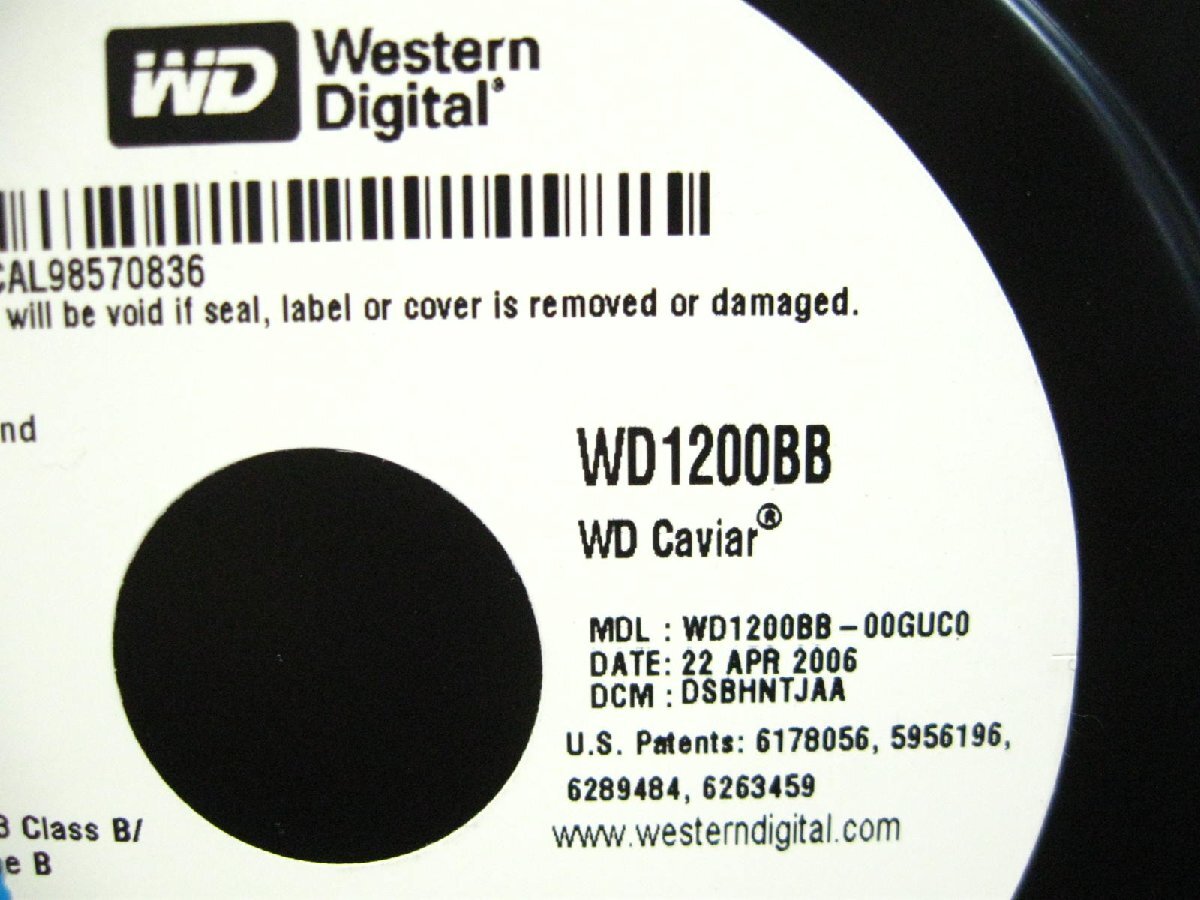 WD Western
Digital®
CAL98570836
will be void if seal, label or cover is removed or damaged.
nd
WD1200BB
WD Caviar®
MDL : WD1200BB-00GUC0
DATE: 22 APR 2006
DCM : DSBHNTJAA
U.S. Patents: 6178056, 5956196,
6289484, 6263459
www.westerndigital.com
B Class B/
e B